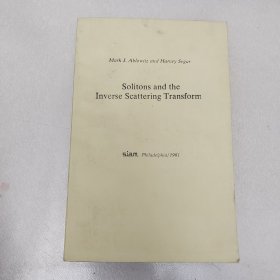 Mark J. Ablowitz and Harvey Segur
Solitons and the
Inverse Scattering Transform
siam Philadelphia/1981